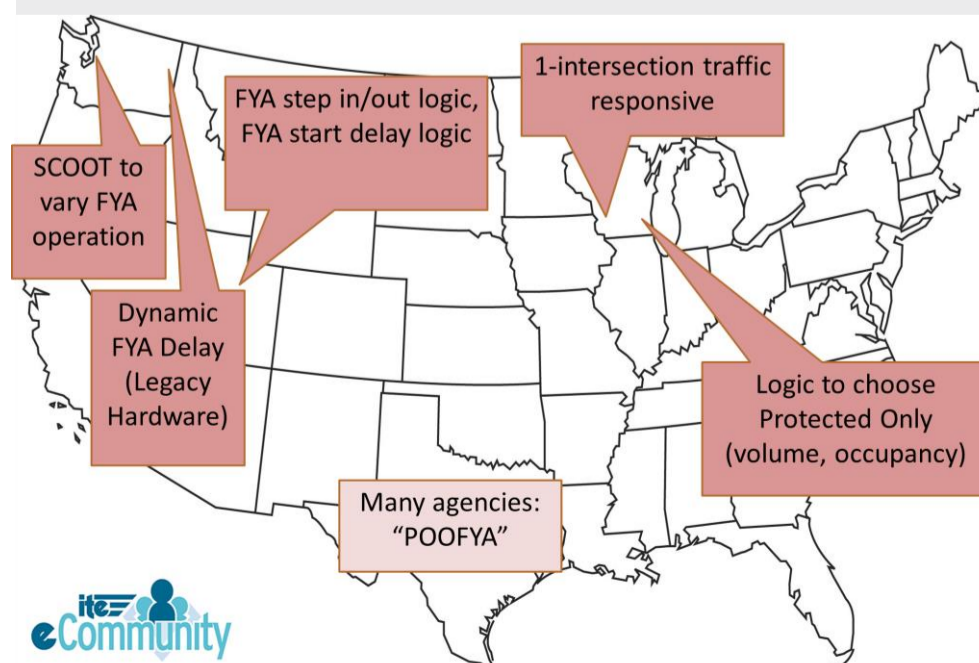 1-intersection traffic
responsive
FYA step in/out logic,
FYA start delay logic
SCOOT to
vary FYA
operation
Dynamic
FYA Delay
(Legacy
Hardware)
Logic to choose
Protected Only
(volume, occupancy)
Many agencies:
“POOFYA”
ite
eCommunity